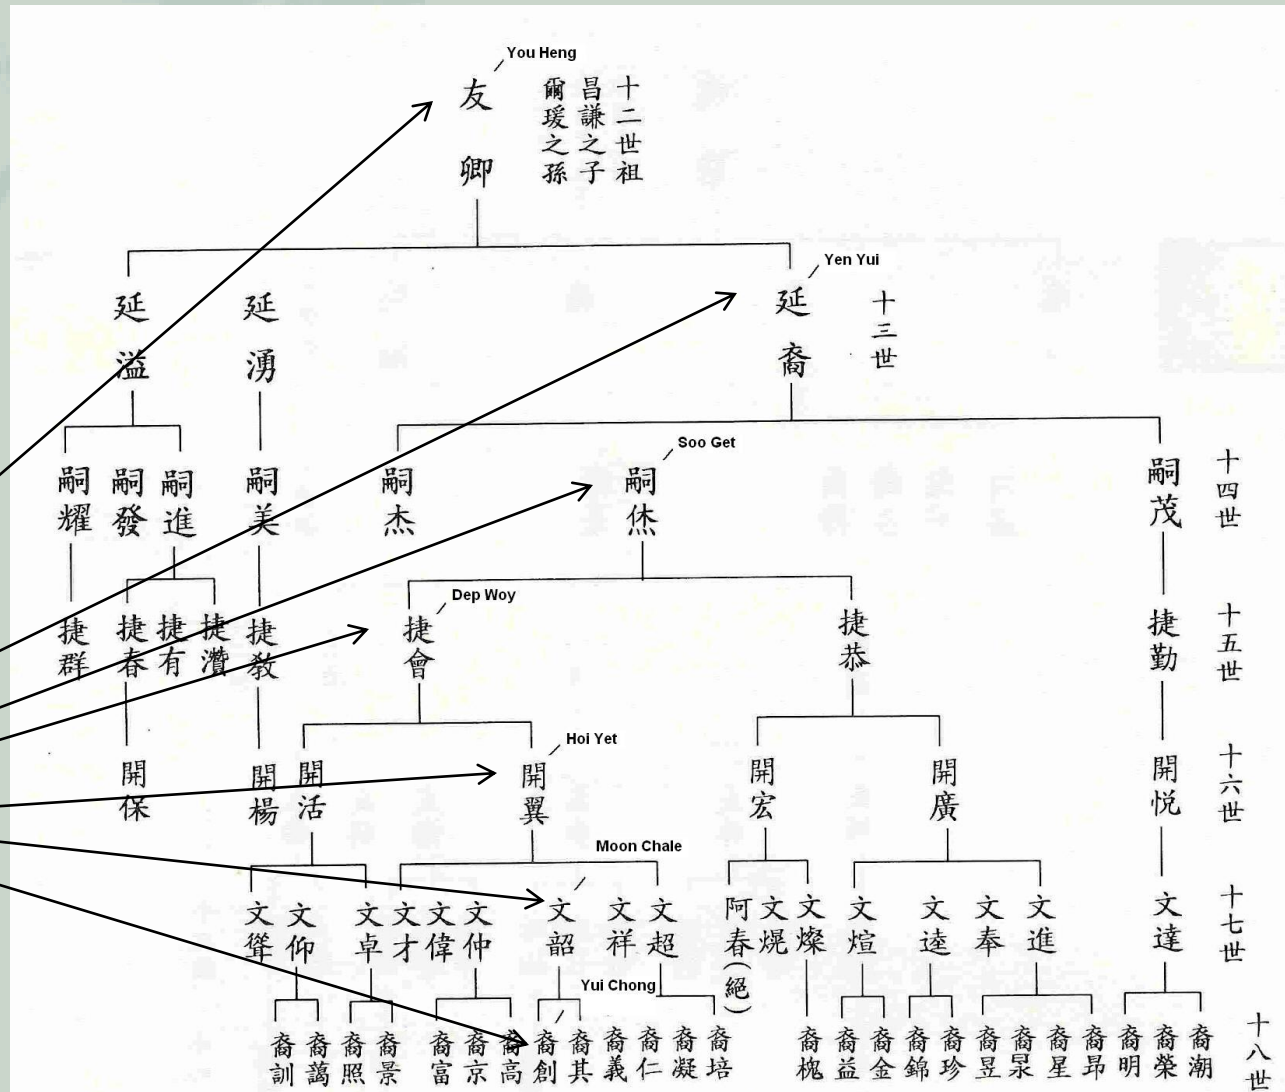 You Heng
十二世祖
昌謙之子
爾瑗之孫
友卿
Yen Yui
十三世
延裔
延湧
延溢
Soo Get
十四世
嗣茂
嗣烋
嗣杰
嗣美
嗣進
嗣發
嗣耀
Dep Woy
十五世
捷勤
捷恭
捷會
捷教
捷瓚
捷有
捷春
捷群
Hoi Yet
十六世
開悦
開廣
開宏
開翼
開活
開楊
開保
Moon Chale
十七世
文達
文進
文奉
文逵
文煊
文燦
文熀
阿春(絕)
文超
文祥
文韶
文仲
文偉
文才
文卓
文仰
文聳
Yui Chong
十八世
裔潮
裔榮
裔明
裔昻
裔星
裔昱
裔珍
裔錦
裔金
裔益
裔槐
裔培
裔凝
裔仁
裔義
裔其
裔創
裔高
裔京
裔富
裔景
裔照
裔藹
裔訓